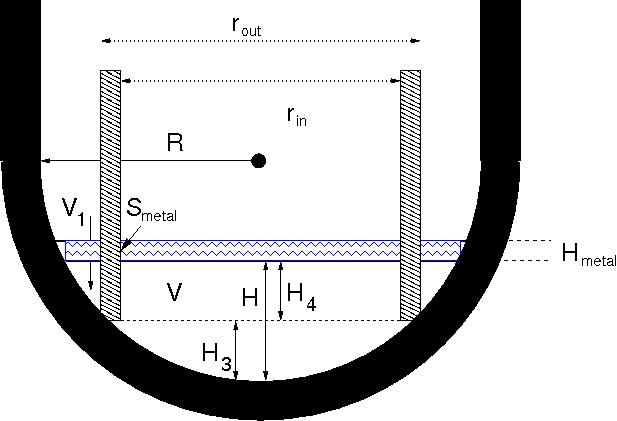 r_out
r_in
R
V_1
S_metal
H_metal
V
H
H_4
H_3